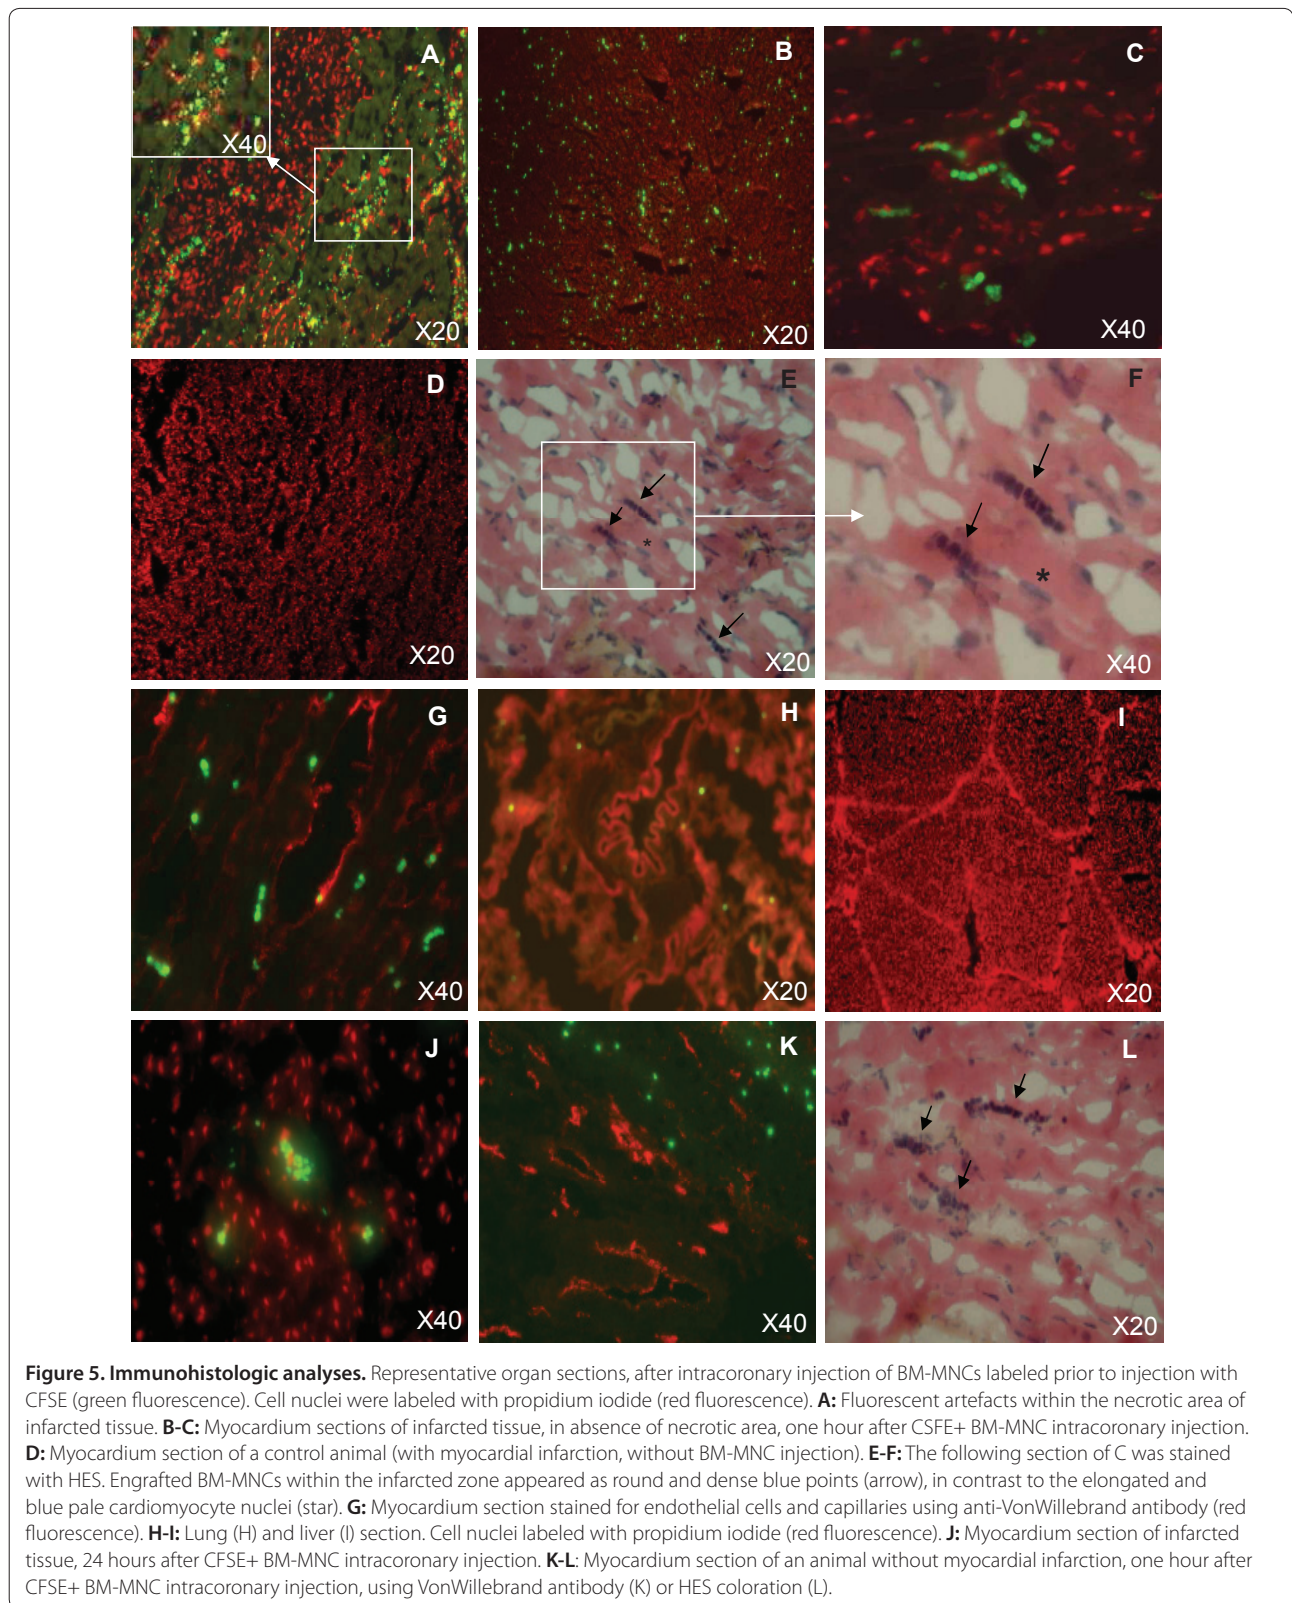 A
X40
X20
B
X20
C
X40
D
X20
E
*
X20
F
*
X40
G
X40
H
X20
I
X20
J
X40
K
X40
L
X20
Figure 5. Immunohistologic analyses. Representative organ sections, after intracoronary injection of BM-MNCs labeled prior to injection with
CFSE (green fluorescence). Cell nuclei were labeled with propidium iodide (red fluorescence). A: Fluorescent artefacts within the necrotic area of
infarcted tissue. B-C: Myocardium sections of infarcted tissue, in absence of necrotic area, one hour after CSFE+ BM-MNC intracoronary injection.
D: Myocardium section of a control animal (with myocardial infarction, without BM-MNC injection). E-F: The following section of C was stained
with HES. Engrafted BM-MNCs within the infarcted zone appeared as round and dense blue points (arrow), in contrast to the elongated and
blue pale cardiomyocyte nuclei (star). G: Myocardium section stained for endothelial cells and capillaries using anti-VonWillebrand antibody (red
fluorescence). H-I: Lung (H) and liver (I) section. Cell nuclei labeled with propidium iodide (red fluorescence). J: Myocardium section of infarcted
tissue, 24 hours after CFSE+ BM-MNC intracoronary injection. K-L: Myocardium section of an animal without myocardial infarction, one hour after
CFSE+ BM-MNC intracoronary injection, using VonWillebrand antibody (K) or HES coloration (L).